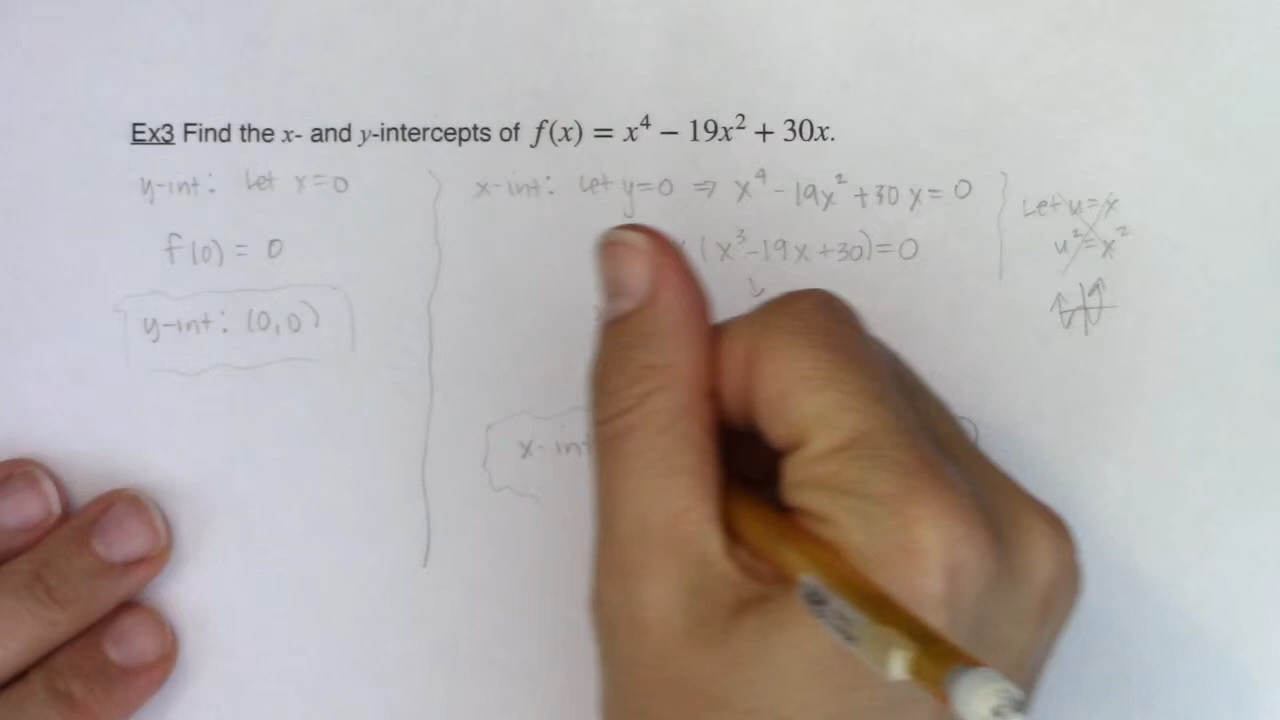 Ex3 Find the x- and y-intercepts of f(x) = x⁴ − 19x² + 30x.
y-int: Let x=0
f(0) = 0
y-int: (0,0)
x-int: Let y=0 ⇒ x⁴ - 19x² + 30x = 0
(x³-19x+30)=0
↓
x-int
Let u=x
u²=x²